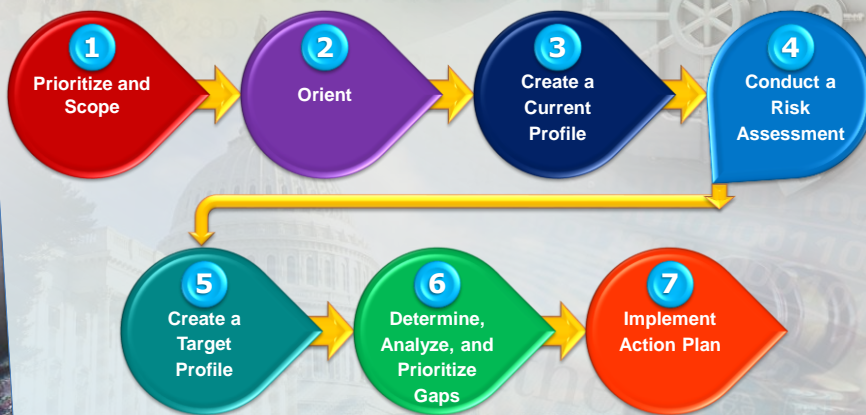 1
Prioritize and
Scope
2
Orient
3
Create a
Current
Profile
4
Conduct a
Risk
Assessment
5
Create a
Target
Profile
6
Determine,
Analyze, and
Prioritize
Gaps
7
Implement
Action Plan